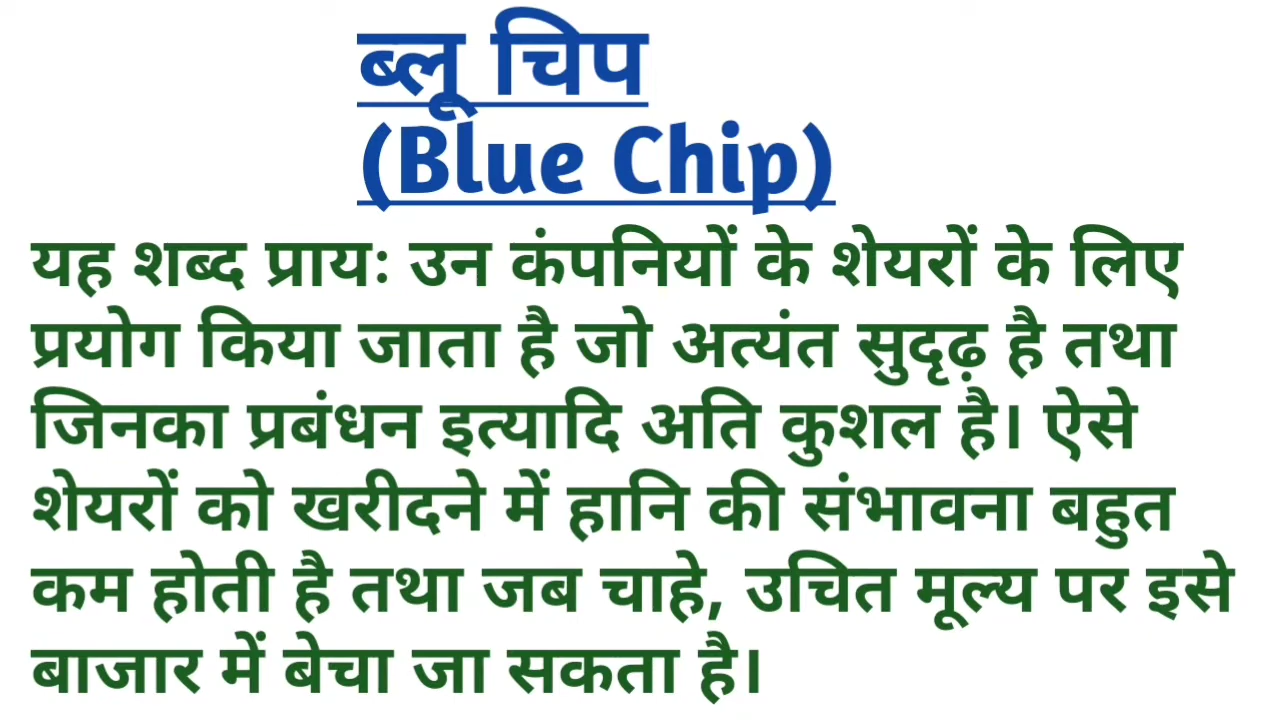 ब्लू चिप
(Blue Chip)
यह शब्द प्रायः उन कंपनियों के शेयरों के लिए
प्रयोग किया जाता है जो अत्यंत सुदृढ़ है तथा
जिनका प्रबंधन इत्यादि अति कुशल है। ऐसे
शेयरों को खरीदने में हानि की संभावना बहुत
कम होती है तथा जब चाहे, उचित मूल्य पर इसे
बाजार में बेचा जा सकता है।